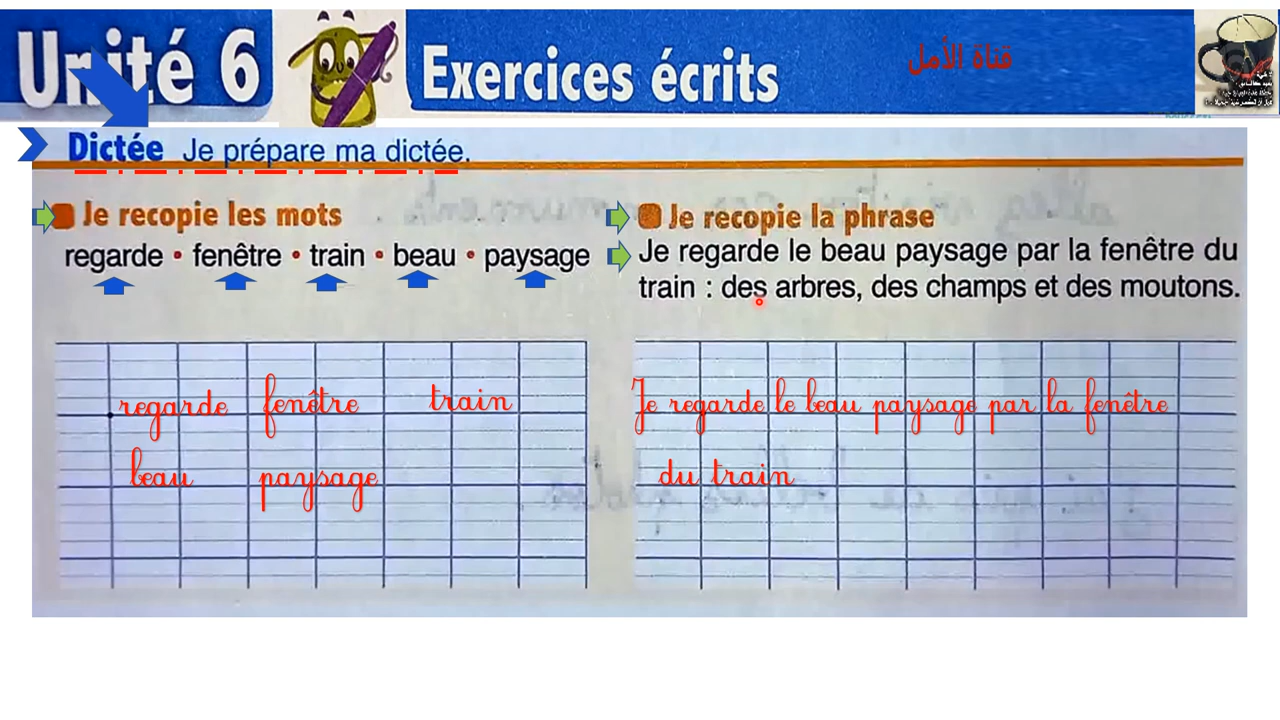 Unité 6
Exercices écrits
قناة الأمل
Dictée Je prépare ma dictée.
Je recopie les mots
regarde • fenêtre • train • beau • paysage
regarde fenêtre train
beau paysage
Je recopie la phrase
Je regarde le beau paysage par la fenêtre du
train : des arbres, des champs et des moutons.
Je regarde le beau paysage par la fenêtre
du train